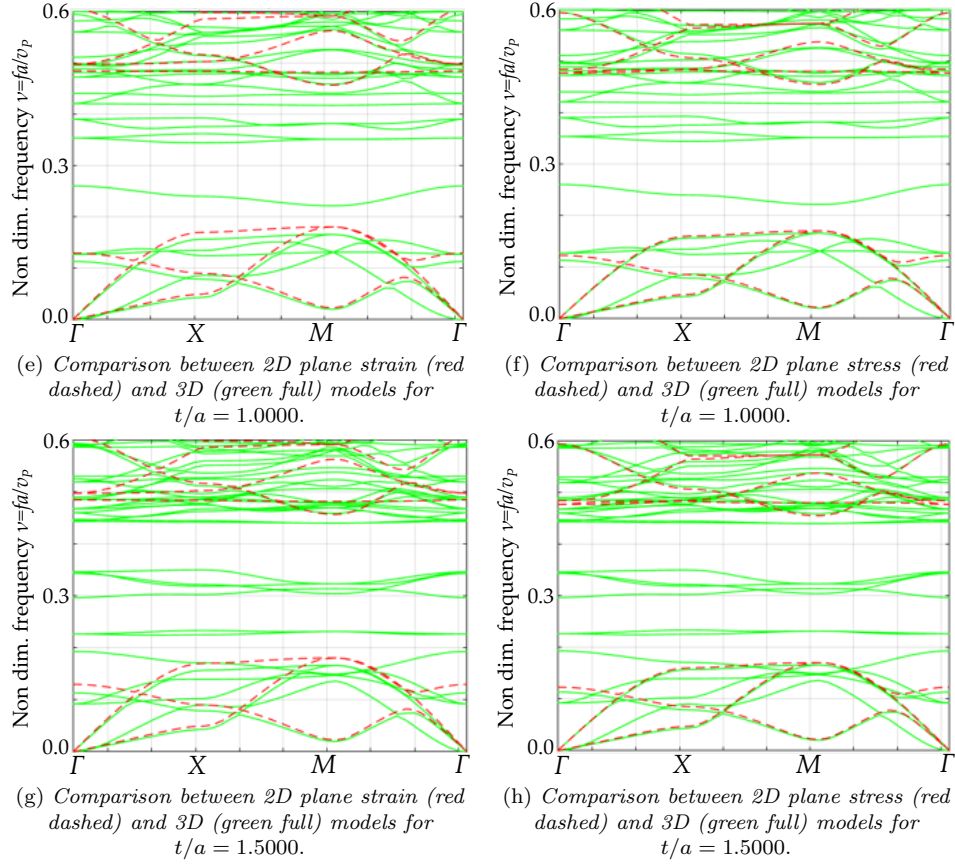 0.6
0.3
0.0
Non dim. frequency ν=fa/vₚ
Γ X M Γ
0.6
0.3
0.0
Non dim. frequency ν=fa/vₚ
Γ X M Γ
(e) Comparison between 2D plane strain (red
dashed) and 3D (green full) models for
t/a = 1.0000.
(f) Comparison between 2D plane stress (red
dashed) and 3D (green full) models for
t/a = 1.0000.
0.6
0.3
0.0
Non dim. frequency ν=fa/vₚ
Γ X M Γ
0.6
0.3
0.0
Non dim. frequency ν=fa/vₚ
Γ X M Γ
(g) Comparison between 2D plane strain (red
dashed) and 3D (green full) models for
t/a = 1.5000.
(h) Comparison between 2D plane stress (red
dashed) and 3D (green full) models for
t/a = 1.5000.